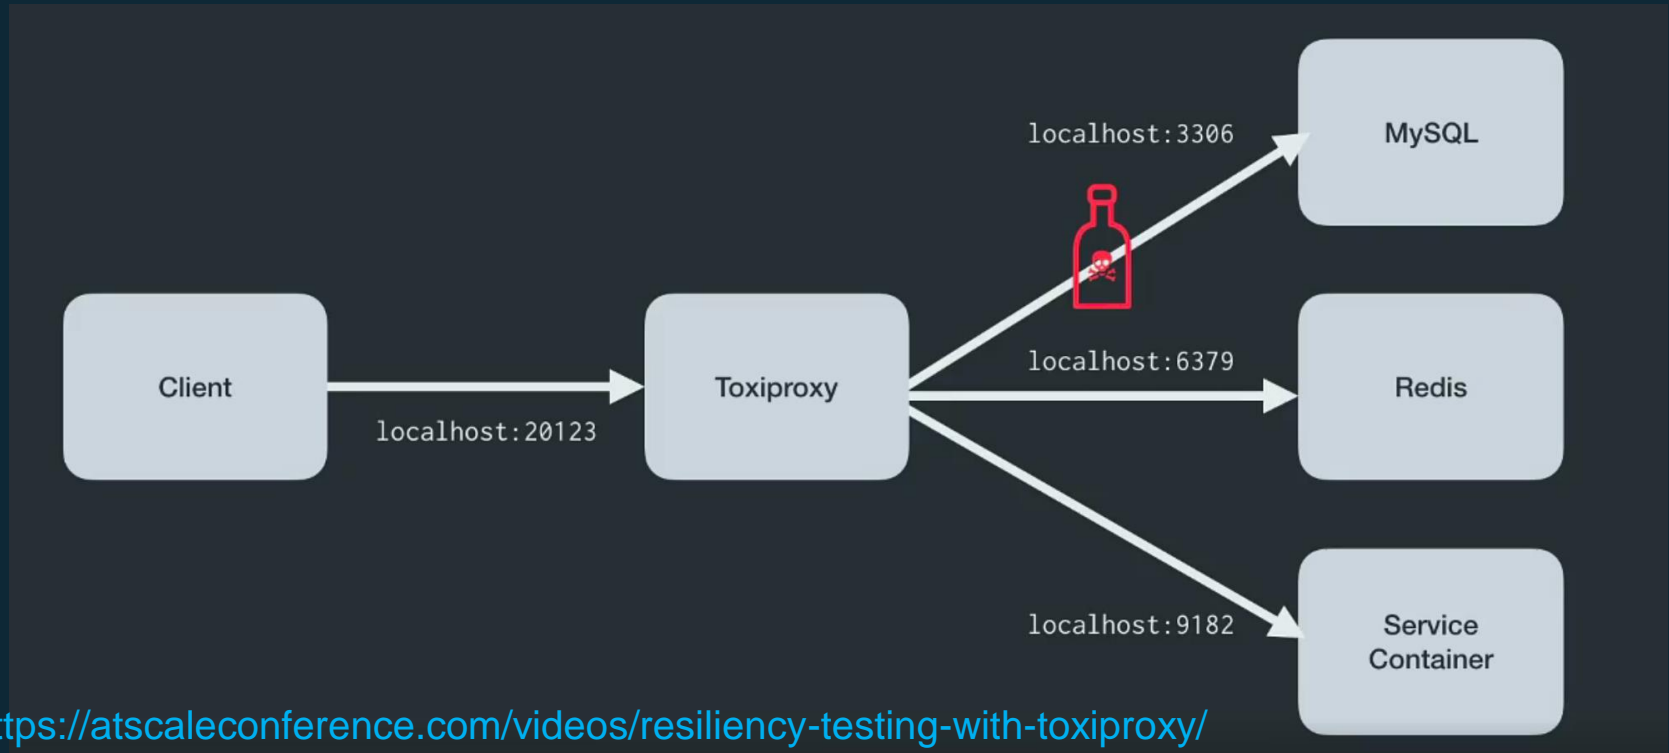 localhost:3306
MySQL
localhost:6379
Client
Toxiproxy
Redis
localhost:20123
localhost:9182
Service
Container
ttps://atscaleconference.com/videos/resiliency-testing-with-toxiproxy/